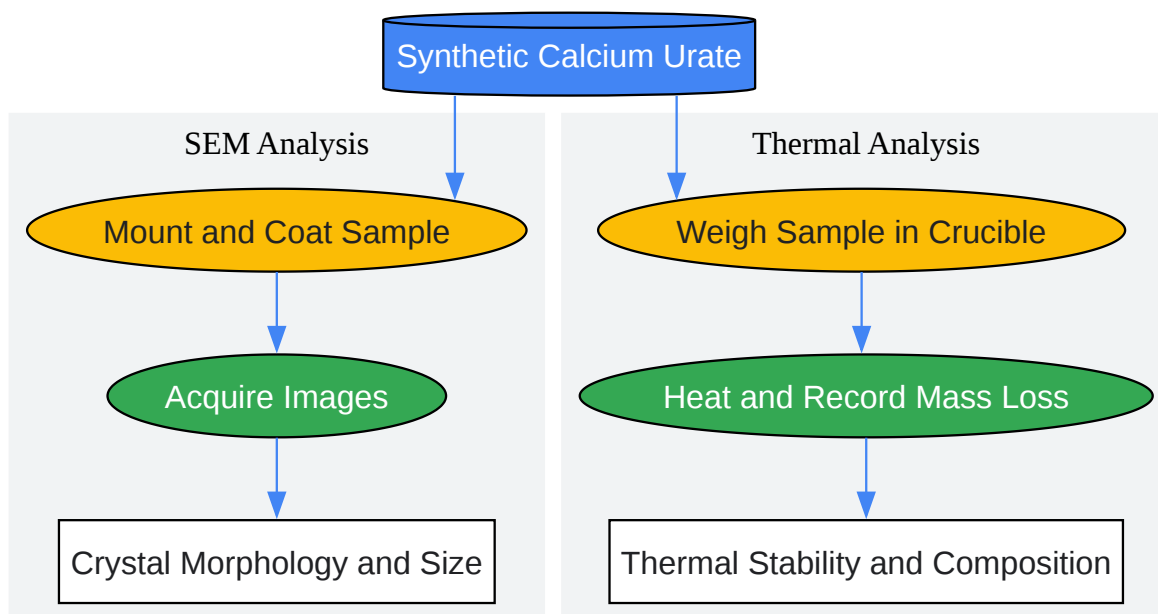 Synthetic Calcium Urate
SEM Analysis
Mount and Coat Sample
Acquire Images
Crystal Morphology and Size
Thermal Analysis
Weigh Sample in Crucible
Heat and Record Mass Loss
Thermal Stability and Composition